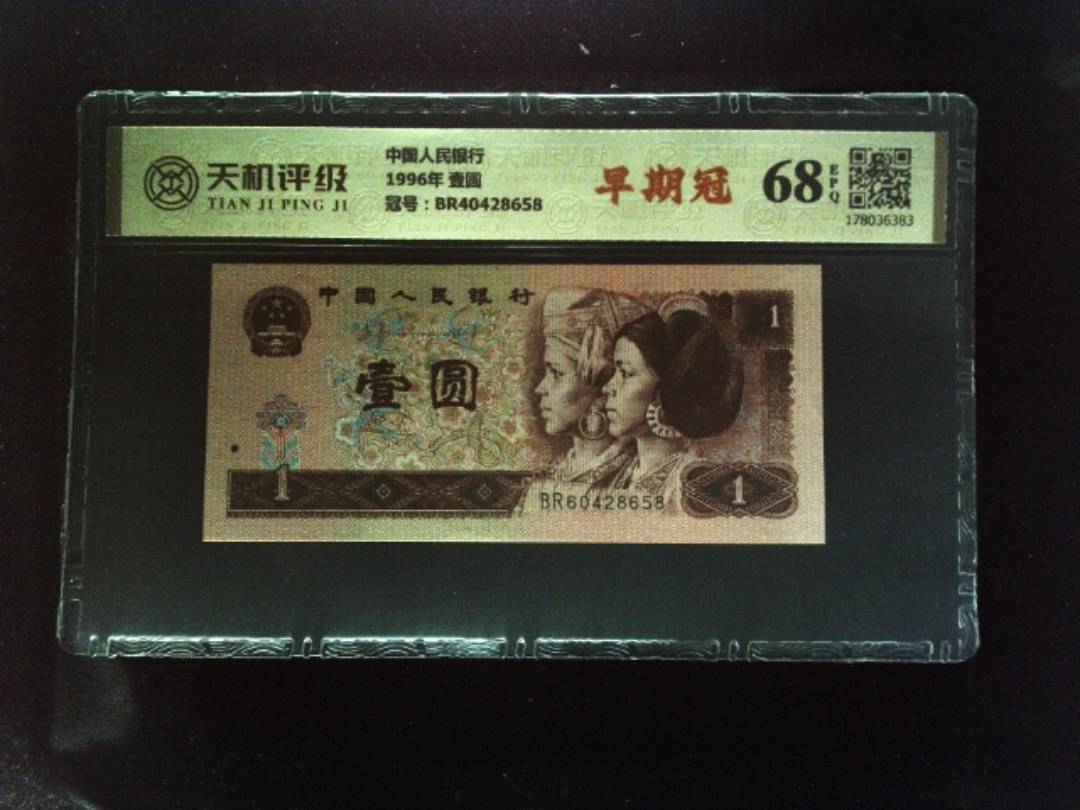 天机评级
TIAN JI PING JI
中国人民银行
1996年 壹圆
冠号：BR40428658
早期冠
68
EPQ
178036383
中国人民银行
壹圆
1
1
BR60428658
1